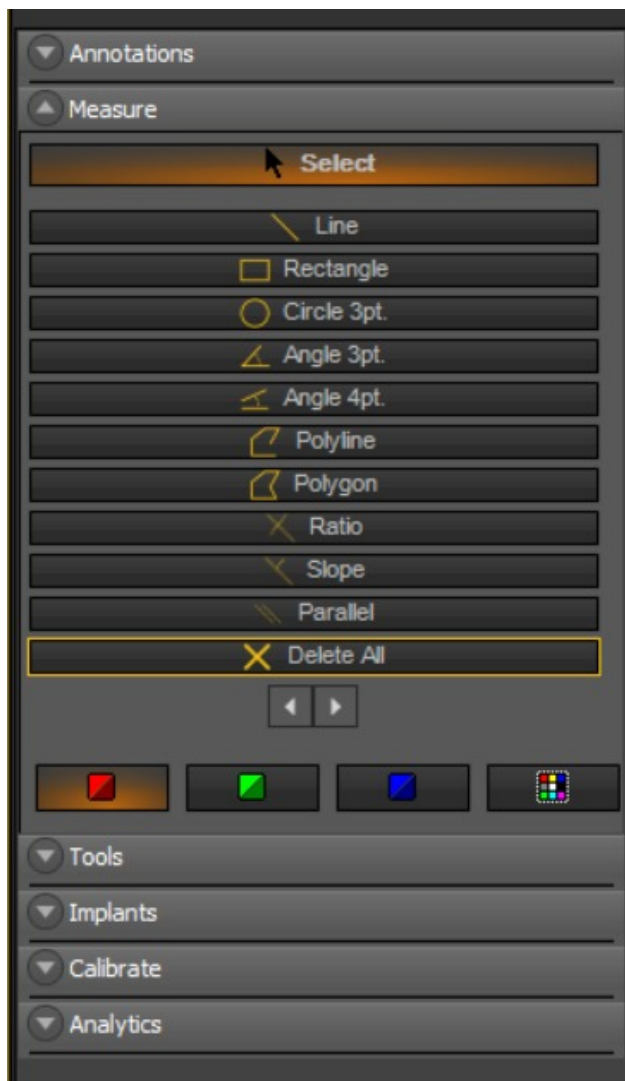 Annotations
Measure
Select
Line
Rectangle
Circle 3pt.
Angle 3pt.
Angle 4pt.
Polyline
Polygon
Ratio
Slope
Parallel
Delete All
Tools
Implants
Calibrate
Analytics